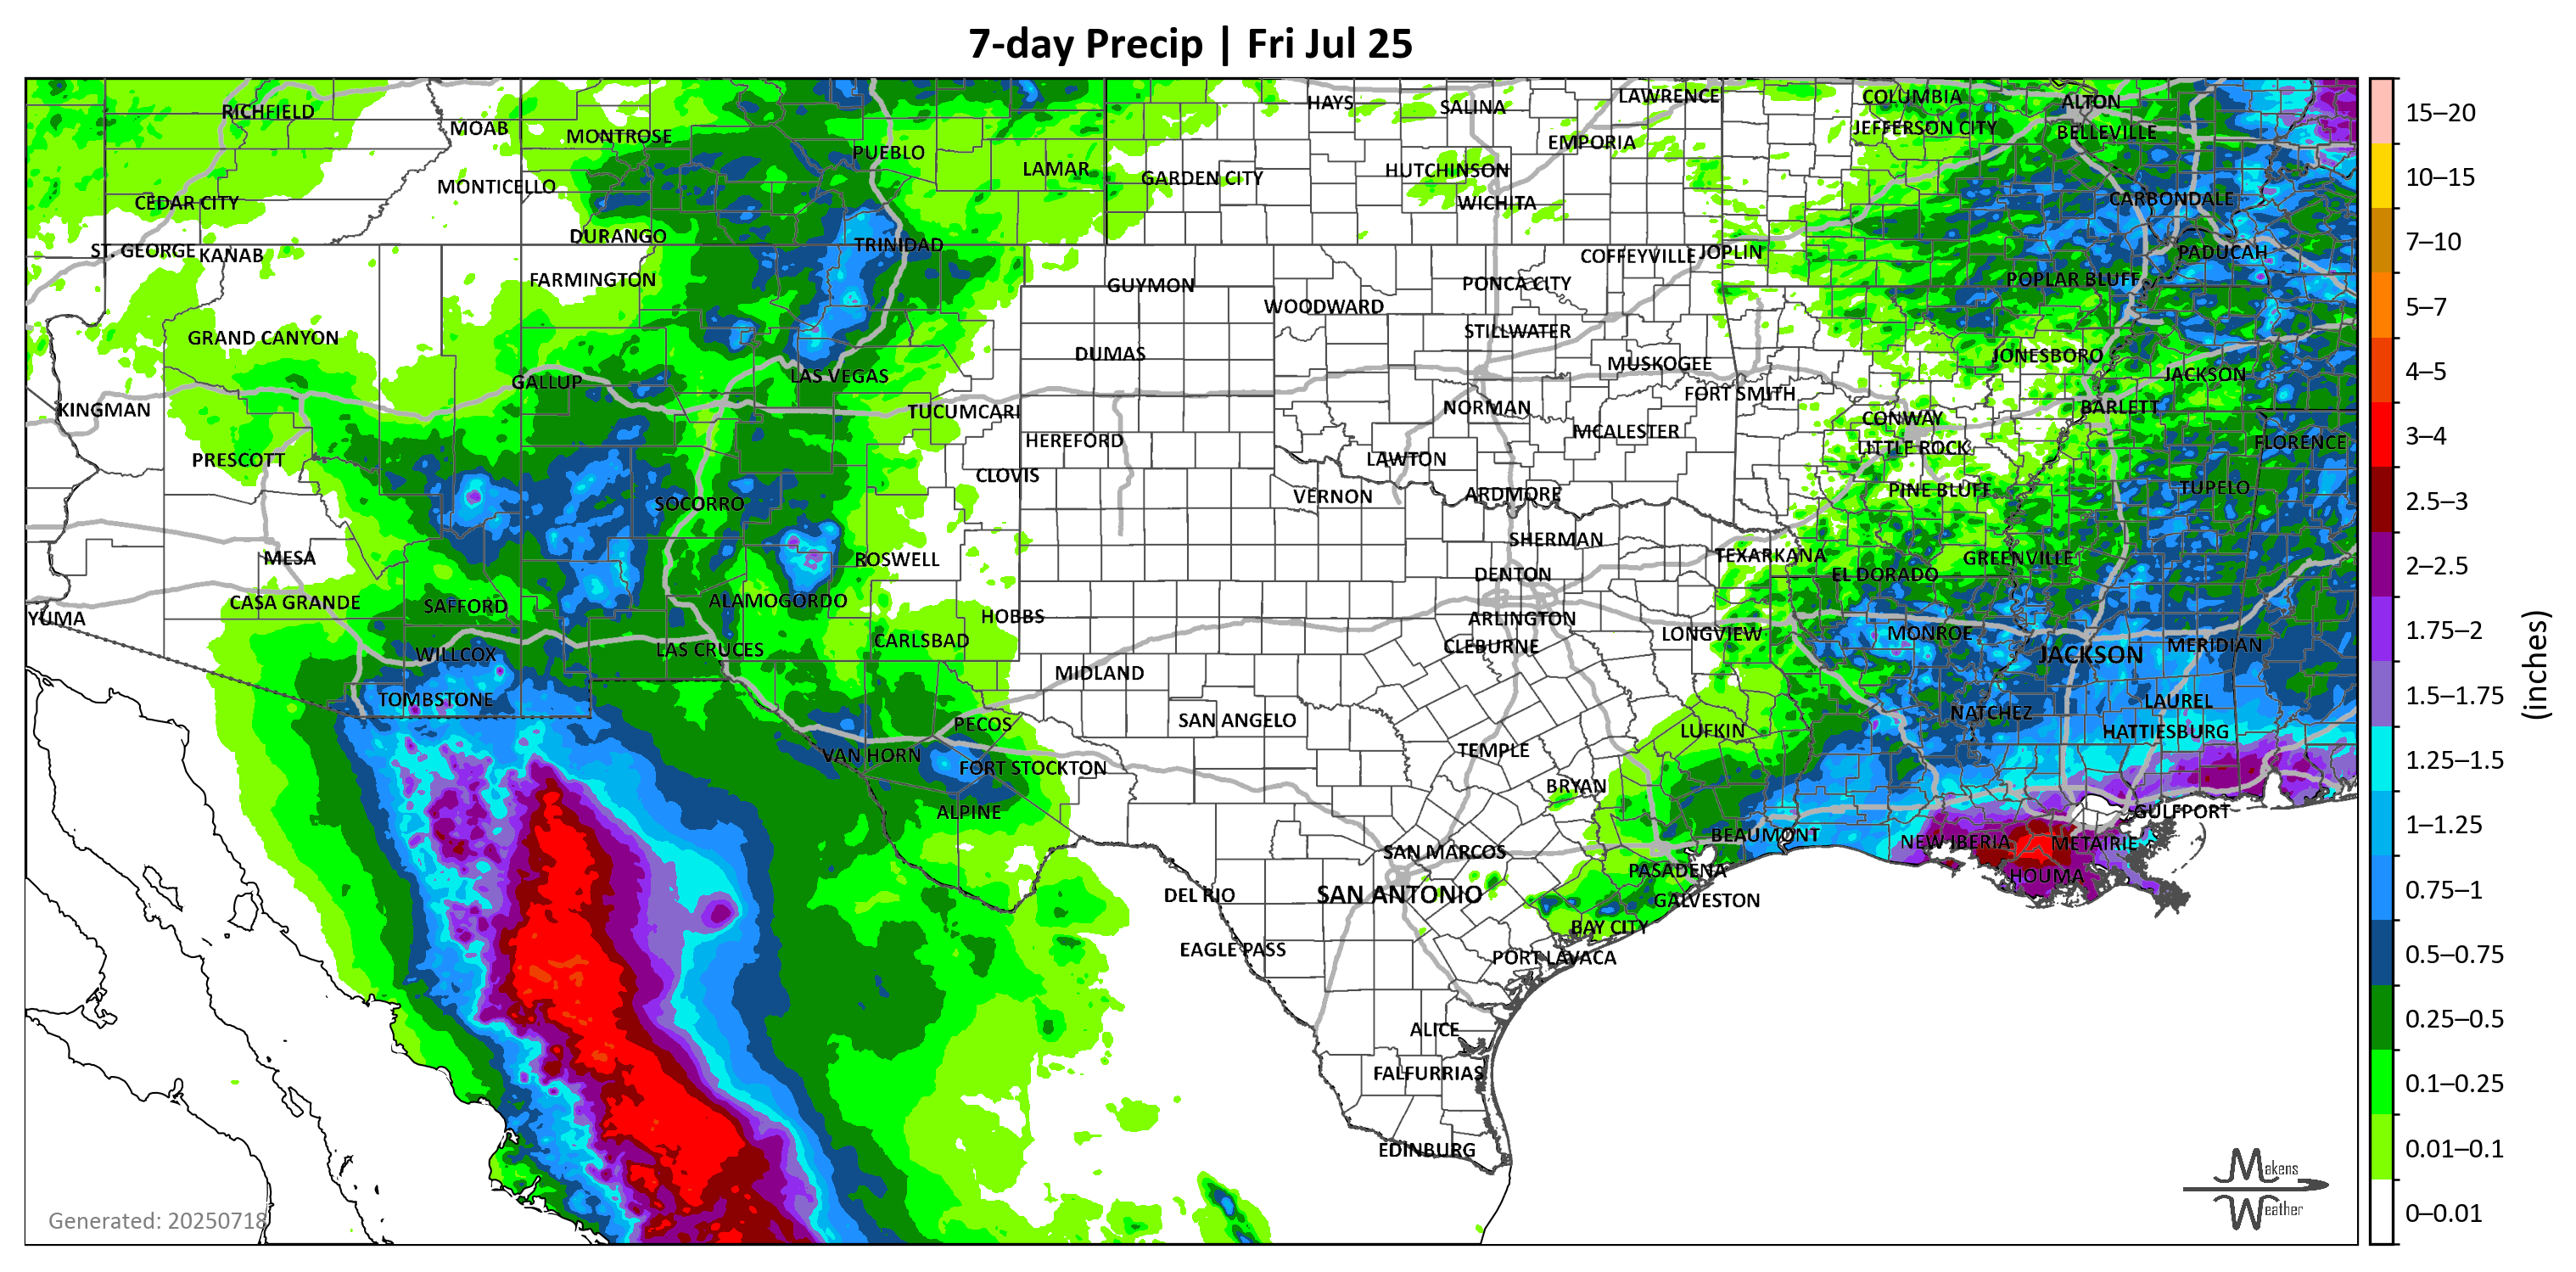 7-day Precip | Fri Jul 25
RICHFIELD
MOAB
MONTROSE
PUEBLO
LAMAR
HAYS
SALINA
LAWRENCE
COLUMBIA
ALTON
JEFFERSON CITY
BELLEVILLE
EMPORIA
MONTICELLO
GARDEN CITY
HUTCHINSON
CEDAR CITY
WICHITA
CARBONDALE
DURANGO
TRINIDAD
ST. GEORGE
KANAB
COFFEYVILLE
JOPLIN
PADUCAH
FARMINGTON
GUYMON
PONCA CITY
POPLAR BLUFF
WOODWARD
GRAND CANYON
STILLWATER
DUMAS
MUSKOGEE
JONESBORO
GALLUP
LAS VEGAS
JACKSON
KINGMAN
TUCUMCARI
NORMAN
FORT SMITH
BARLETT
CONWAY
HEREFORD
MCALESTER
LITTLE ROCK
FLORENCE
PRESCOTT
LAWTON
CLOVIS
SOCORRO
VERNON
ARDMORE
PINE BLUFF
TUPELO
MESA
ROSWELL
SHERMAN
TEXARKANA
GREENVILLE
DENTON
EL DORADO
CASA GRANDE
SAFFORD
ALAMOGORDO
YUMA
HOBBS
ARLINGTON
CARLSBAD
CLEBURNE
LONGVIEW
MONROE
WILLCOX
LAS CRUCES
JACKSON
MERIDIAN
MIDLAND
TOMBSTONE
PECOS
SAN ANGELO
NATCHEZ
LAUREL
VAN HORN
FORT STOCKTON
TEMPLE
LUFKIN
HATTIESBURG
BRYAN
ALPINE
GULFPORT
BEAUMONT
NEW IBERIA
METAIRIE
SAN MARCOS
PASADENA
HOUMA
DEL RIO
SAN ANTONIO
GALVESTON
BAY CITY
EAGLE PASS
PORT LAVACA
ALICE
FALFURRIAS
EDINBURG
Generated: 20250718
Makens
Weather
15–20
10–15
7–10
5–7
4–5
3–4
2.5–3
2–2.5
1.75–2
1.5–1.75
1.25–1.5
1–1.25
0.75–1
0.5–0.75
0.25–0.5
0.1–0.25
0.01–0.1
0–0.01
(inches)